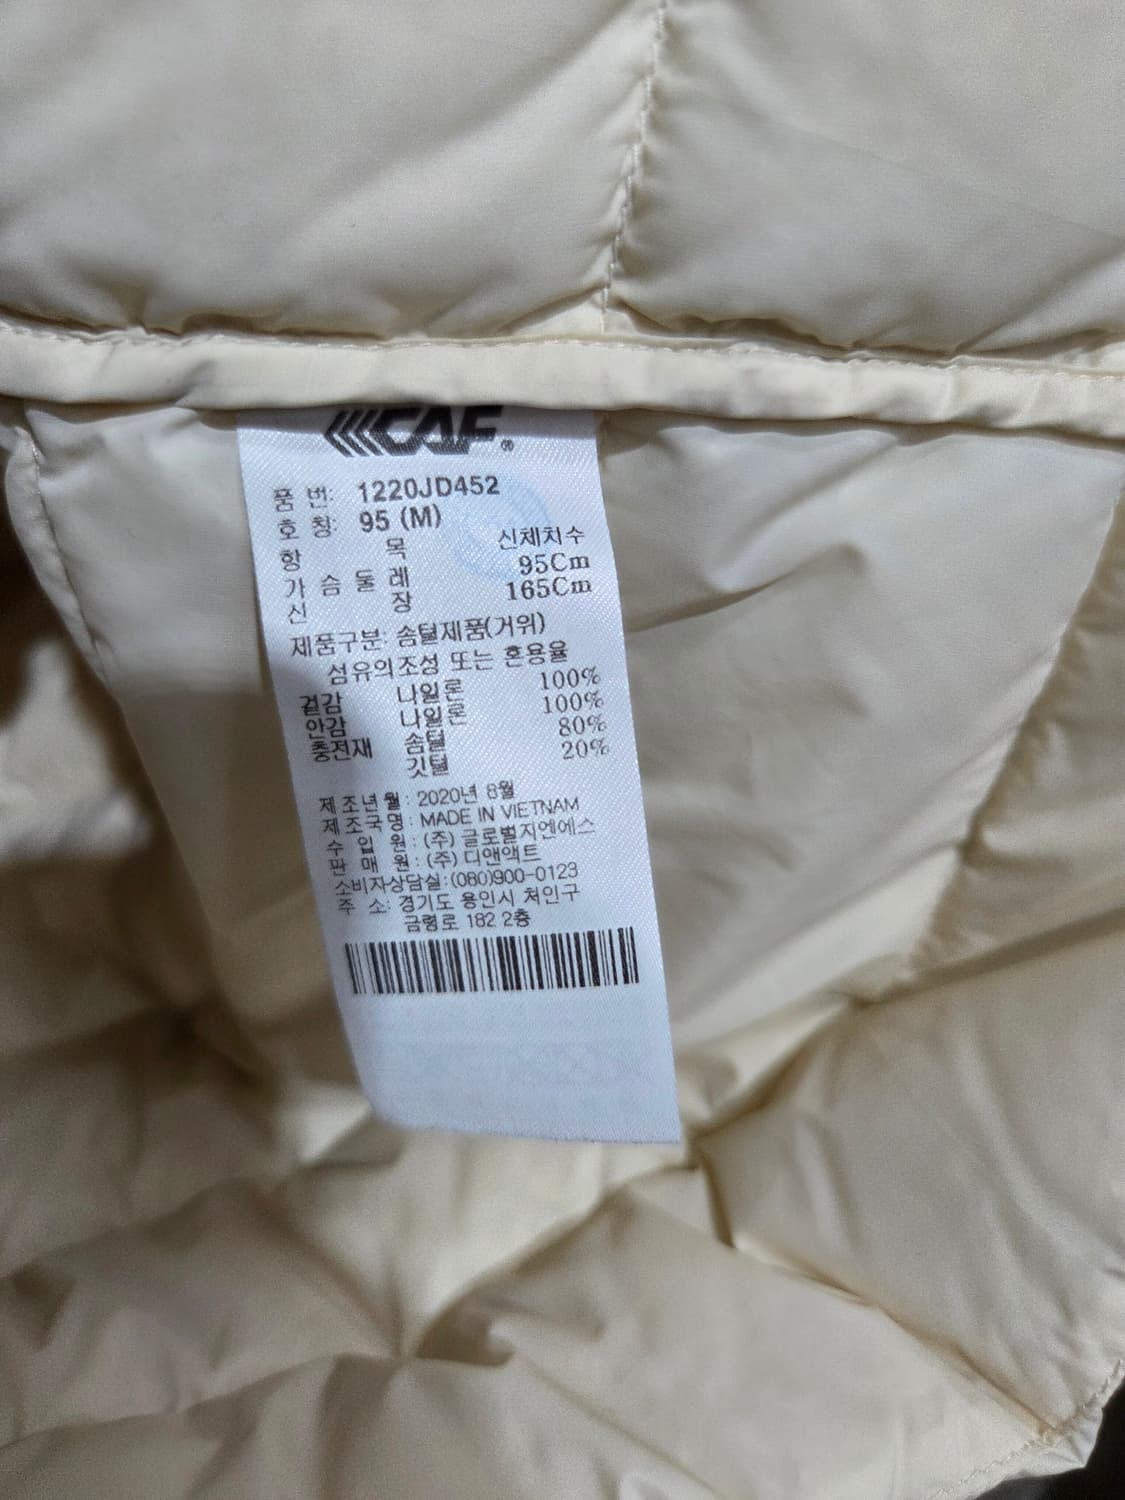 CAF®
품 번: 1220JD452
호 칭: 95 (M)
항 목 신체치수
가 슴 둘 레 95Cm
신 장 165Cm
제품구분: 솜털제품(거위)
섬유의조성 또는 혼용율
겉감 나일론 100%
안감 나일론 100%
충전재 솜털 80%
깃털 20%
제 조 년 월 : 2020년 8월
제 조 국 명 : MADE IN VIETNAM
수 입 원 : (주) 글로벌지엔에스
판 매 원 : (주) 디앤액트
소비자상담실:(080)900-0123
주 소: 경기도 용인시 처인구
금령로 182 2층